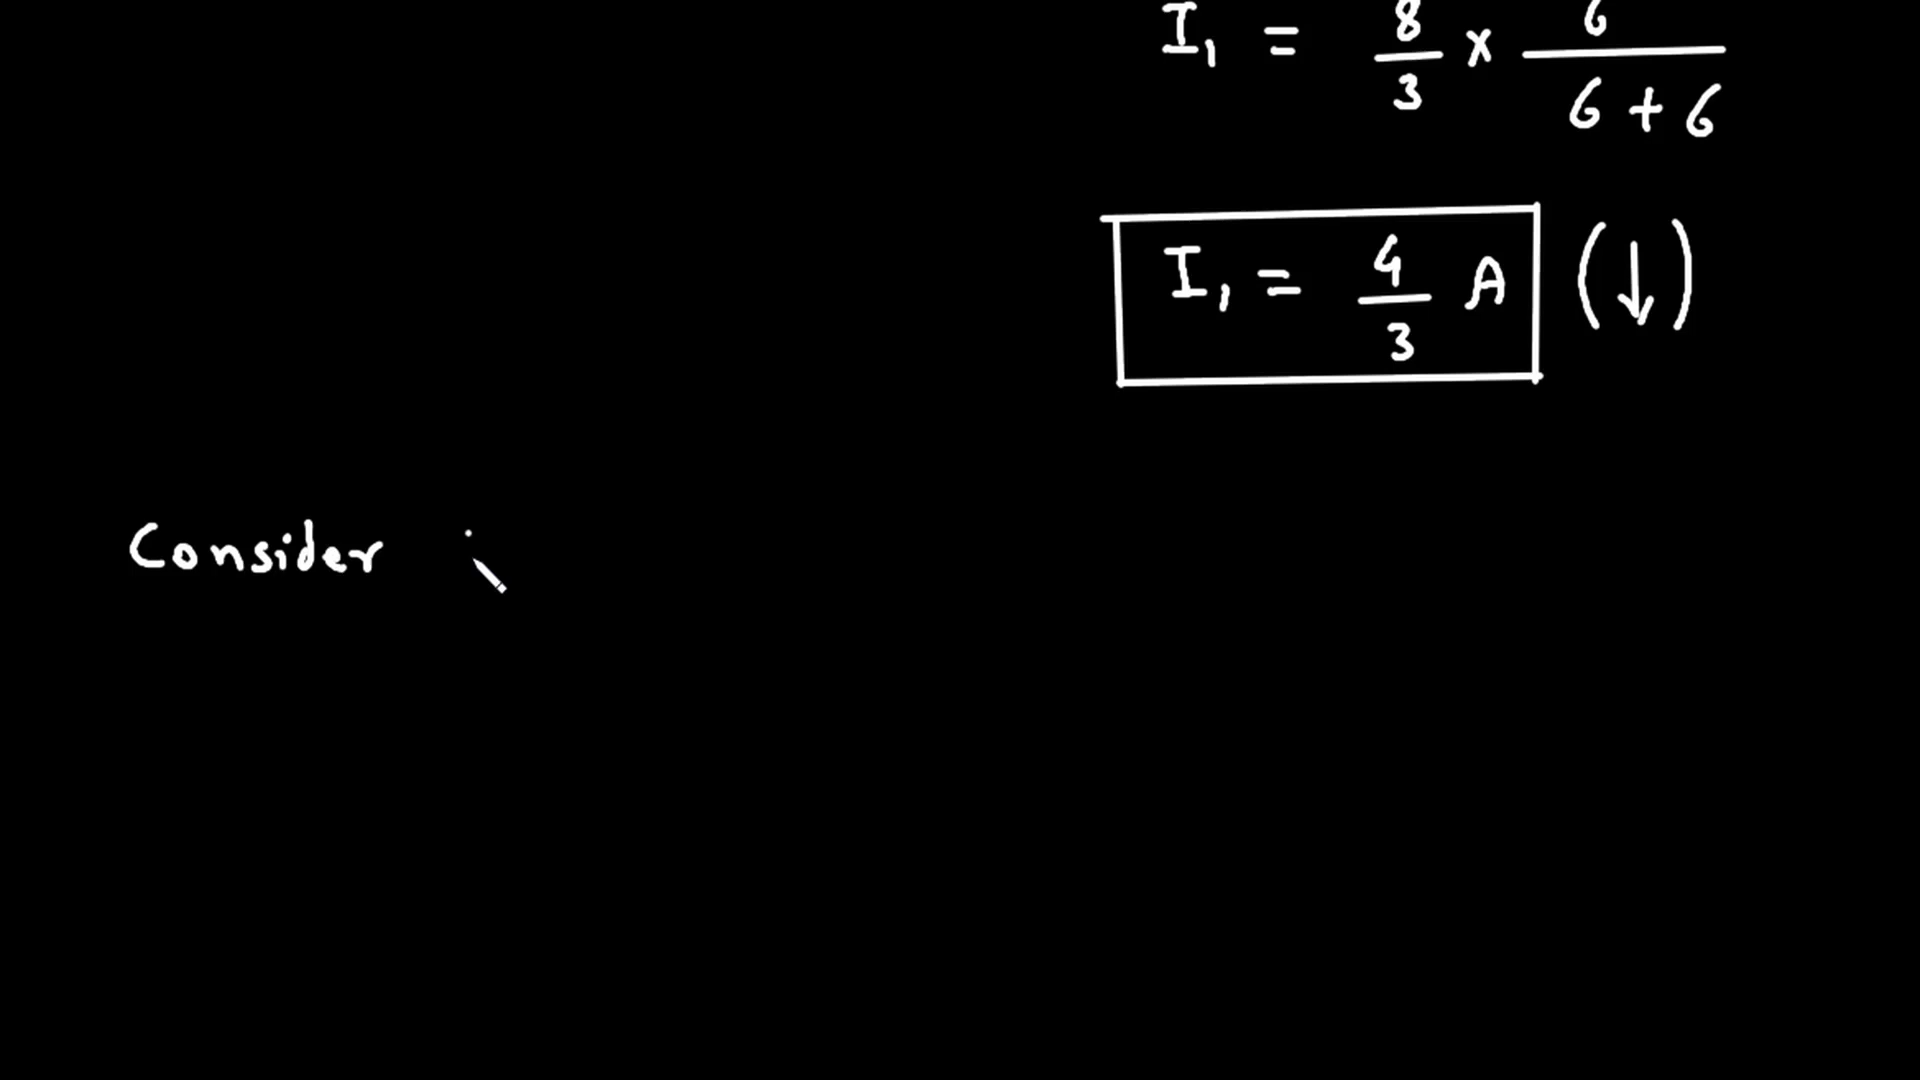 I₁ = 8/3 × 6/(6 + 6)
I₁ = 4/3 A (↓)
Consider